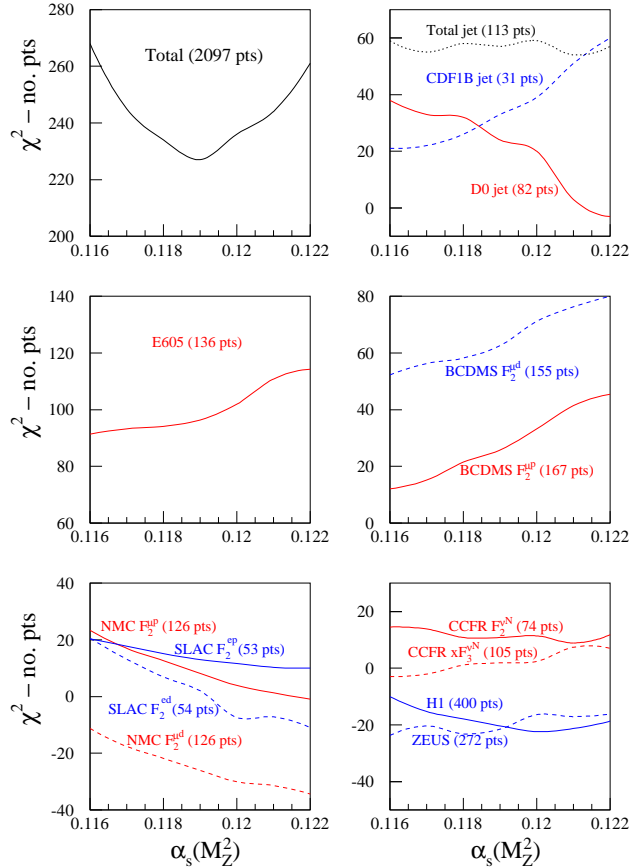 χ² – no. pts
280
260
240
220
200
Total (2097 pts)
0.116
0.118
0.12
0.122
60
40
20
0
Total jet (113 pts)
CDF1B jet (31 pts)
D0 jet (82 pts)
0.116
0.118
0.12
0.122
χ² – no. pts
140
120
100
80
60
E605 (136 pts)
0.116
0.118
0.12
0.122
80
60
40
20
0
BCDMS F₂^μd (155 pts)
BCDMS F₂^μp (167 pts)
0.116
0.118
0.12
0.122
χ² – no. pts
40
20
0
-20
-40
NMC F₂^μp (126 pts)
SLAC F₂^ep (53 pts)
SLAC F₂^ed (54 pts)
NMC F₂^μd (126 pts)
0.116
0.118
0.12
0.122
α_s(M_Z²)
20
0
-20
-40
CCFR F₂^νN (74 pts)
CCFR xF₃^νN (105 pts)
H1 (400 pts)
ZEUS (272 pts)
0.116
0.118
0.12
0.122
α_s(M_Z²)